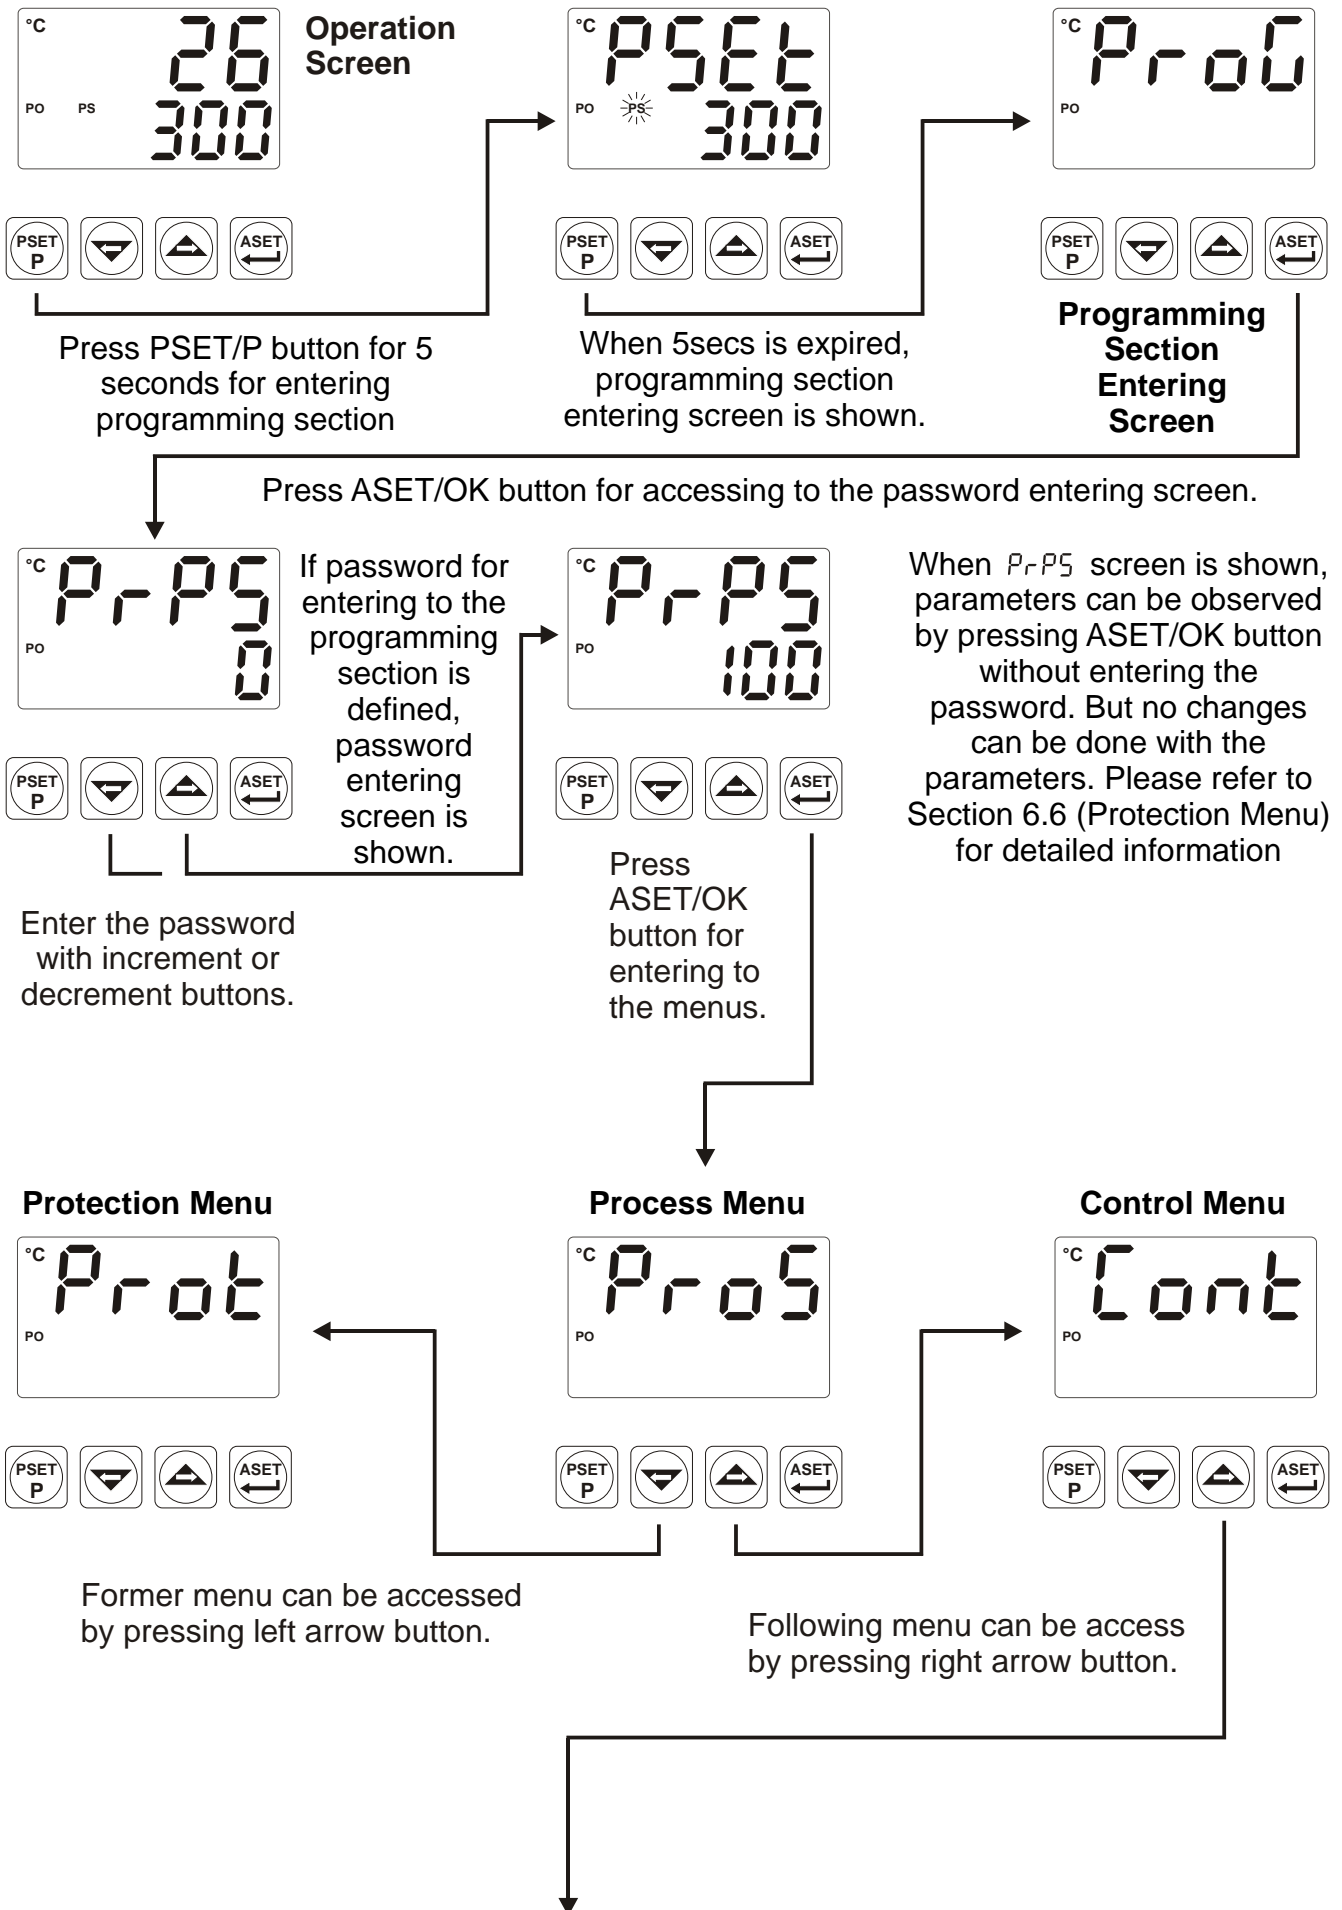 °C 26
PO PS 300
Operation
Screen
°C PSEt
PO PS 300
°C ProG
PO
PSET P ASET
PSET P ASET
PSET P ASET
Press PSET/P button for 5
seconds for entering
programming section
When 5secs is expired,
programming section
entering screen is shown.
Programming
Section
Entering
Screen
Press ASET/OK button for accessing to the password entering screen.
°C PrPS
PO 0
If password for
entering to the
programming
section is
defined,
password
entering
screen is
shown.
°C PrPS
PO 100
When PrPS screen is shown,
parameters can be observed
by pressing ASET/OK button
without entering the
password. But no changes
can be done with the
parameters. Please refer to
Section 6.6 (Protection Menu)
for detailed information
PSET P ASET
PSET P ASET
Enter the password
with increment or
decrement buttons.
Press
ASET/OK
button for
entering to
the menus.
Protection Menu
°C Prot
PO
Process Menu
°C ProS
PO
Control Menu
°C Cont
PO
PSET P ASET
PSET P ASET
PSET P ASET
Former menu can be accessed
by pressing left arrow button.
Following menu can be access
by pressing right arrow button.